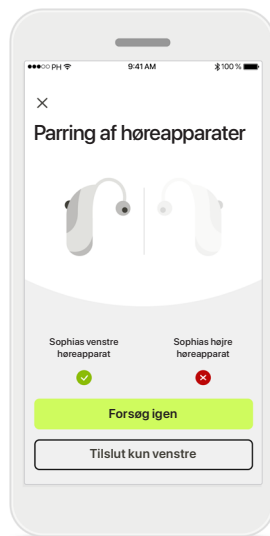 ●●●○○ PH 9:41 AM 100 %
Parring af høreapparater
Sophias venstre høreapparat
Sophias højre høreapparat
Forsøg igen
Tilslut kun venstre